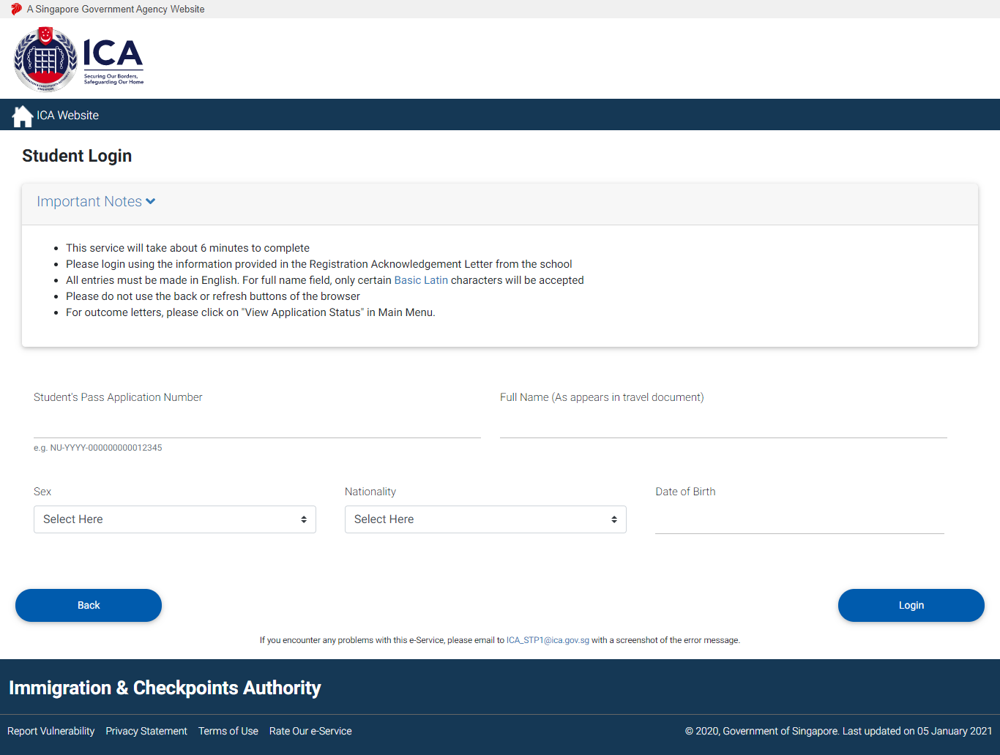 A Singapore Government Agency Website
IMMIGRATION & CHECKPOINTS AUTHORITY
SINGAPORE
ICA
Securing Our Borders,
Safeguarding Our Home
ICA Website
Student Login
Important Notes
This service will take about 6 minutes to complete
Please login using the information provided in the Registration Acknowledgement Letter from the school
All entries must be made in English. For full name field, only certain Basic Latin characters will be accepted
Please do not use the back or refresh buttons of the browser
For outcome letters, please click on "View Application Status" in Main Menu.
Student's Pass Application Number
Full Name (As appears in travel document)
e.g. NU-YYYY-000000000012345
Sex
Nationality
Date of Birth
Select Here
Select Here
Back
Login
If you encounter any problems with this e-Service, please email to ICA_STP1@ica.gov.sg with a screenshot of the error message.
Immigration & Checkpoints Authority
Report Vulnerability Privacy Statement Terms of Use Rate Our e-Service
© 2020, Government of Singapore. Last updated on 05 January 2021